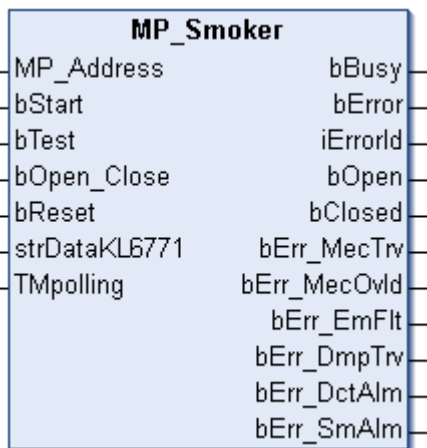 MP_Smoker
MP_Address bBusy
bStart bError
bTest iErrorId
bOpen_Close bOpen
bReset bClosed
strDataKL6771 bErr_MecTrv
TMpolling bErr_MecOvld
bErr_EmFlt
bErr_DmpTrv
bErr_DctAlm
bErr_SmAlm